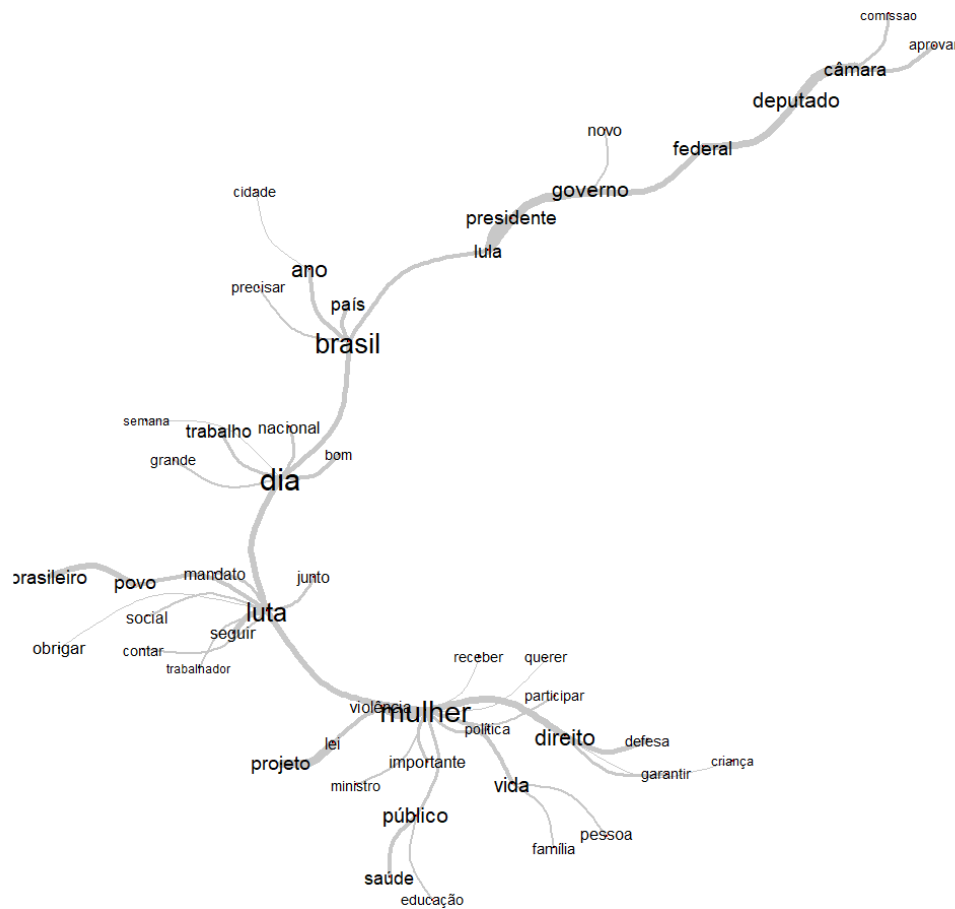 comissao
aprovar
câmara
deputado
novo
federal
governo
cidade
presidente
lula
ano
precisar
país
brasil
semana
trabalho
nacional
grande
bom
dia
brasileiro
povo
mandato
junto
social
luta
seguir
obrigar
contar
trabalhador
receber
querer
participar
violência
mulher
política
direito
defesa
lei
projeto
importante
criança
garantir
ministro
vida
público
pessoa
família
saúde
educação